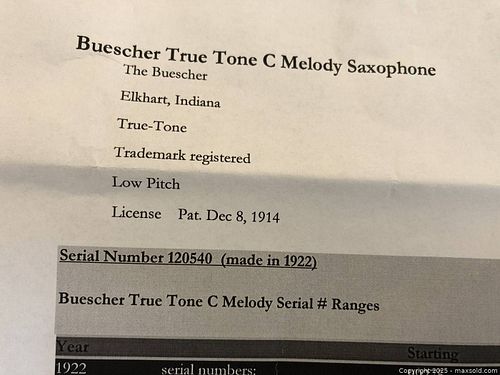 Buescher True Tone C Melody Saxophone
The Buescher
Elkhart, Indiana
True-Tone
Trademark registered
Low Pitch
License Pat. Dec 8, 1914
Serial Number 120540 (made in 1922)
Buescher True Tone C Melody Serial # Ranges
Year Starting
1922 serial numbers:
Copyright 2025 - maxsold.com